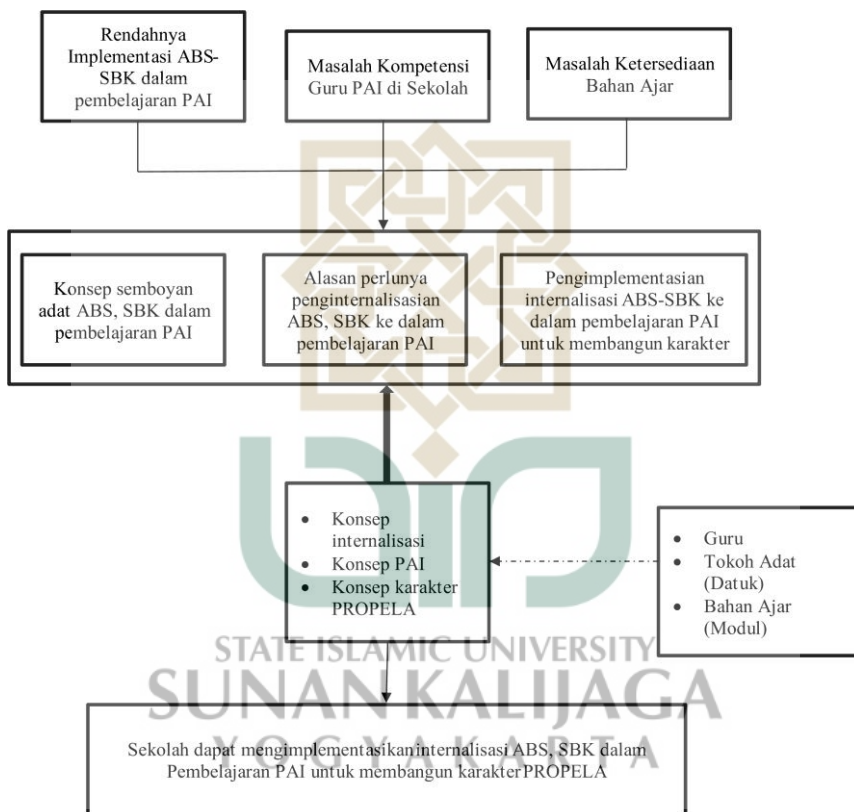 Rendahnya
Implementasi ABS-
SBK dalam
pembelajaran PAI
Masalah Kompetensi
Guru PAI di Sekolah
Masalah Ketersediaan
Bahan Ajar
Konsep semboyan
adat ABS, SBK dalam
pembelajaran PAI
Alasan perlunya
penginternalisasian
ABS, SBK ke dalam
pembelajaran PAI
Pengimplementasian
internalisasi ABS-SBK ke
dalam pembelajaran PAI
untuk membangun karakter
• Konsep
internalisasi
• Konsep PAI
• Konsep karakter
PROPELA
• Guru
• Tokoh Adat
(Datuk)
• Bahan Ajar
(Modul)
STATE ISLAMIC UNIVERSITY
SUNAN KALIJAGA
YOGYAKARTA
Sekolah dapat mengimplementasikan internalisasi ABS, SBK dalam
Pembelajaran PAI untuk membangun karakter PROPELA